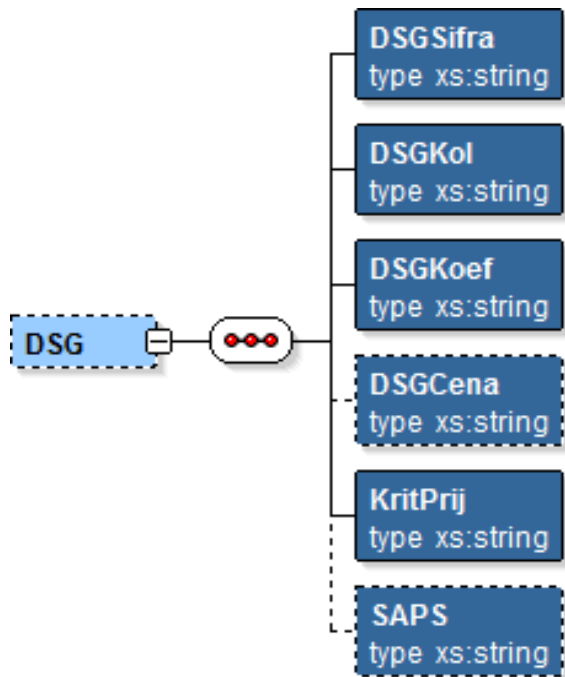 DSGSifra
type xs:string
DSGKol
type xs:string
DSGKoef
type xs:string
DSG
DSGCena
type xs:string
KritPrij
type xs:string
SAPS
type xs:string